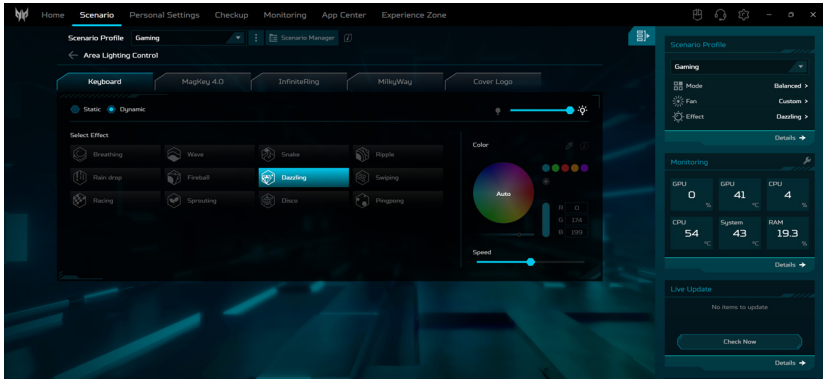 Home Scenario Personal Settings Checkup Monitoring App Center Experience Zone
Scenario Profile Gaming Scenario Manager
Area Lighting Control
Keyboard MagKey 4.0 InfiniteRing MilkyWay Cover Logo
Static Dynamic
Select Effect
Breathing Wave Snake Ripple
Rain drop Fireball Dazzling Swiping
Racing Sprouting Disco Pingpong
Color
Auto
R 0
G 174
B 199
Speed
Scenario Profile
Gaming
Mode Balanced >
Fan Custom >
Effect Dazzling >
Details →
Monitoring
GPU GPU CPU
0 % 41 °C 4 %
CPU System RAM
54 °C 43 °C 19.3 %
Details →
Live Update
No items to update
Check Now
Details →